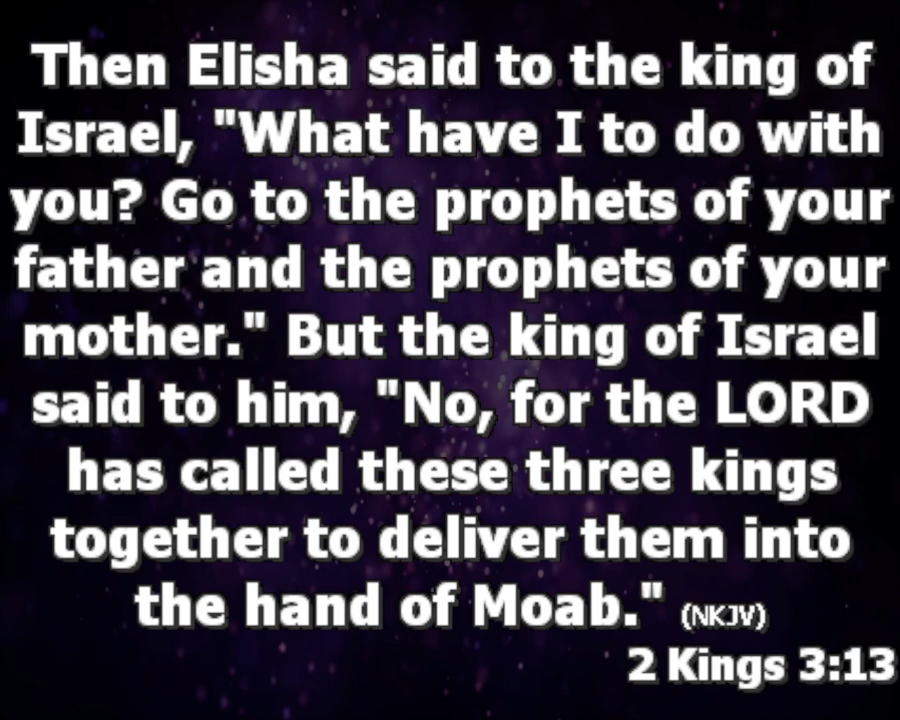 Then Elisha said to the king of
Israel, "What have I to do with
you? Go to the prophets of your
father and the prophets of your
mother." But the king of Israel
said to him, "No, for the LORD
has called these three kings
together to deliver them into
the hand of Moab." (NKJV)
2 Kings 3:13